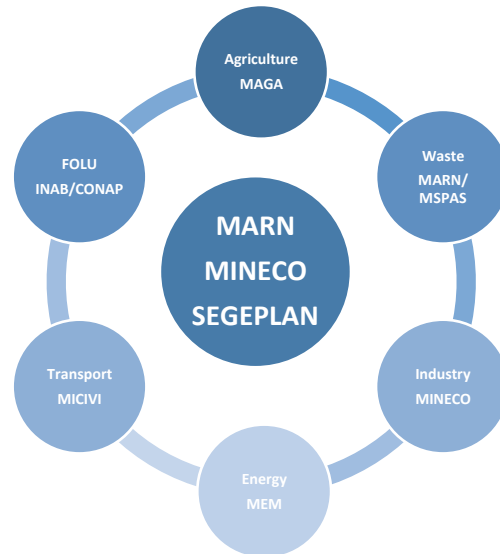 Agriculture
MAGA
Waste
MARN/
MSPAS
Industry
MINECO
Energy
MEM
Transport
MICIVI
FOLU
INAB/CONAP
MARN
MINECO
SEGEPLAN